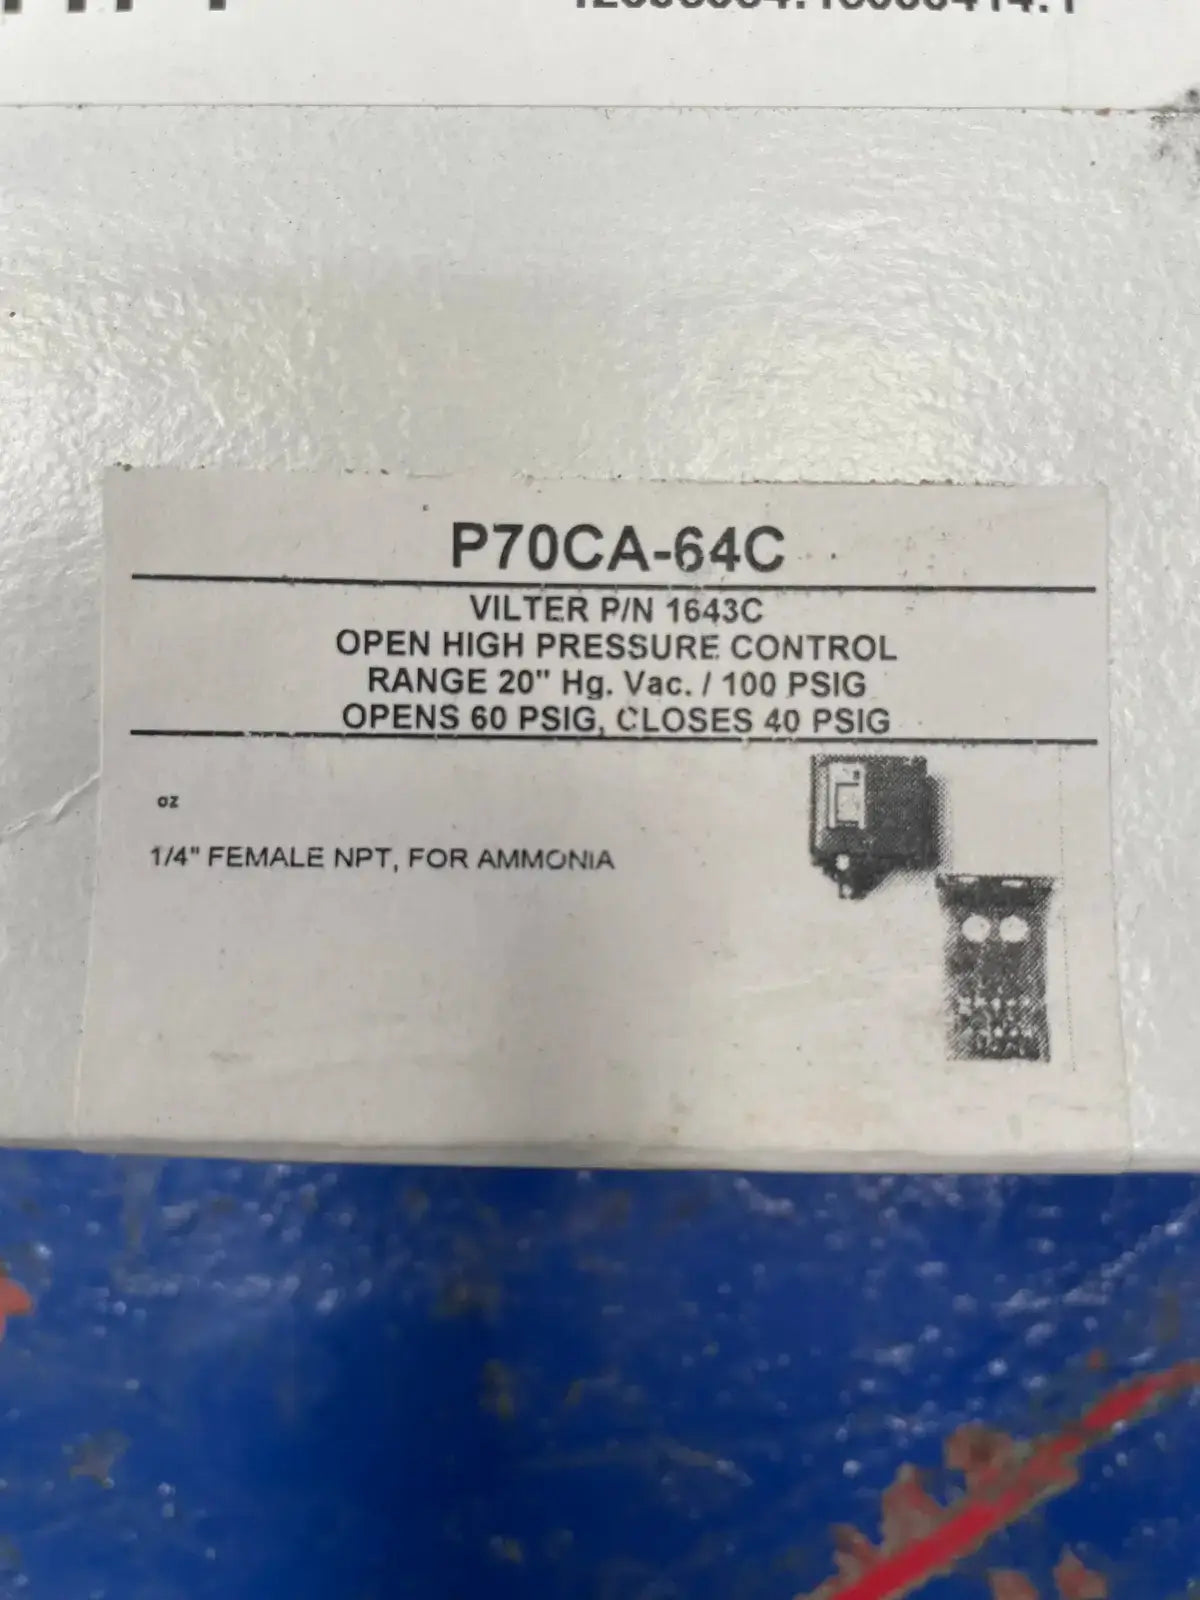 P70CA-64C
VILTER P/N 1643C
OPEN HIGH PRESSURE CONTROL
RANGE 20" Hg. Vac. / 100 PSIG
OPENS 60 PSIG, CLOSES 40 PSIG
oz
1/4" FEMALE NPT, FOR AMMONIA